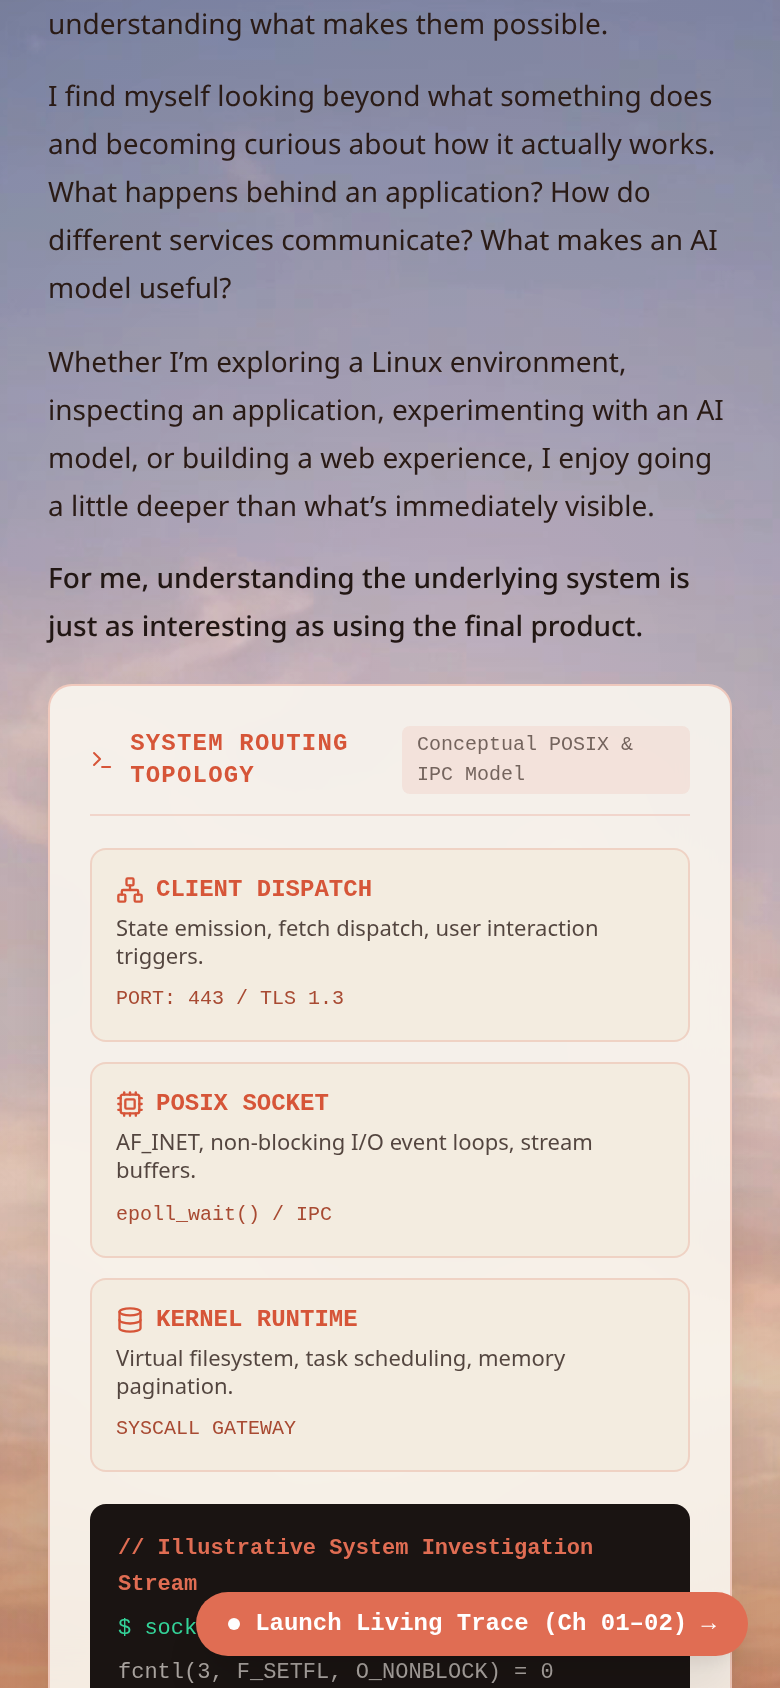 understanding what makes them possible.
I find myself looking beyond what something does
and becoming curious about how it actually works.
What happens behind an application? How do
different services communicate? What makes an AI
model useful?
Whether I’m exploring a Linux environment,
inspecting an application, experimenting with an AI
model, or building a web experience, I enjoy going
a little deeper than what’s immediately visible.
For me, understanding the underlying system is
just as interesting as using the final product.
SYSTEM ROUTING
TOPOLOGY
Conceptual POSIX &
IPC Model
CLIENT DISPATCH
State emission, fetch dispatch, user interaction
triggers.
PORT: 443 / TLS 1.3
POSIX SOCKET
AF_INET, non-blocking I/O event loops, stream
buffers.
epoll_wait() / IPC
KERNEL RUNTIME
Virtual filesystem, task scheduling, memory
pagination.
SYSCALL GATEWAY
// Illustrative System Investigation
Stream
$ sock
Launch Living Trace (Ch 01–02) →
fcntl(3, F_SETFL, O_NONBLOCK) = 0